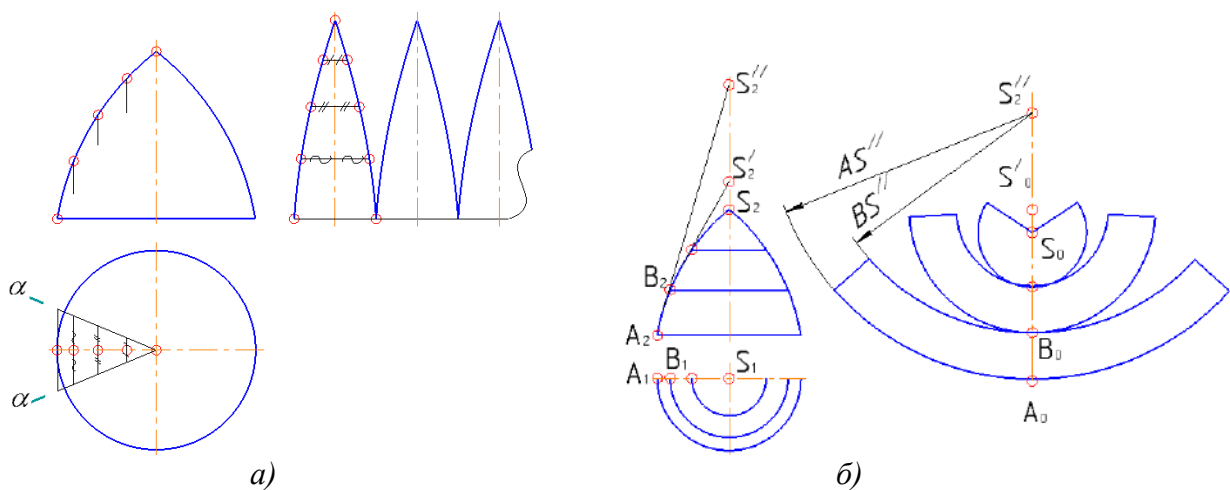 α
α
а)
S₂″
S₂′
S₂
B₂
A₂
A₁ B₁ S₁
S₂″
AS″
BS″
S′₀
S₀
B₀
A₀
б)